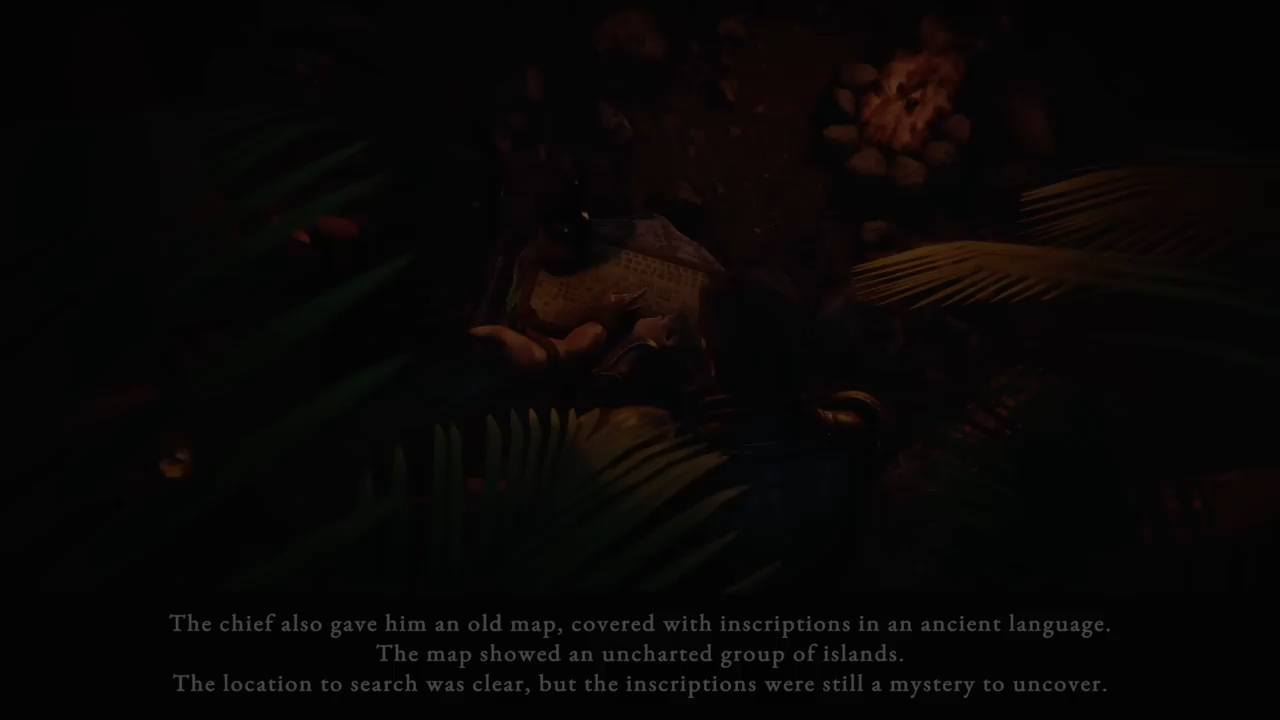 The chief also gave him an old map, covered with inscriptions in an ancient language.
The map showed an uncharted group of islands.
The location to search was clear, but the inscriptions were still a mystery to uncover.